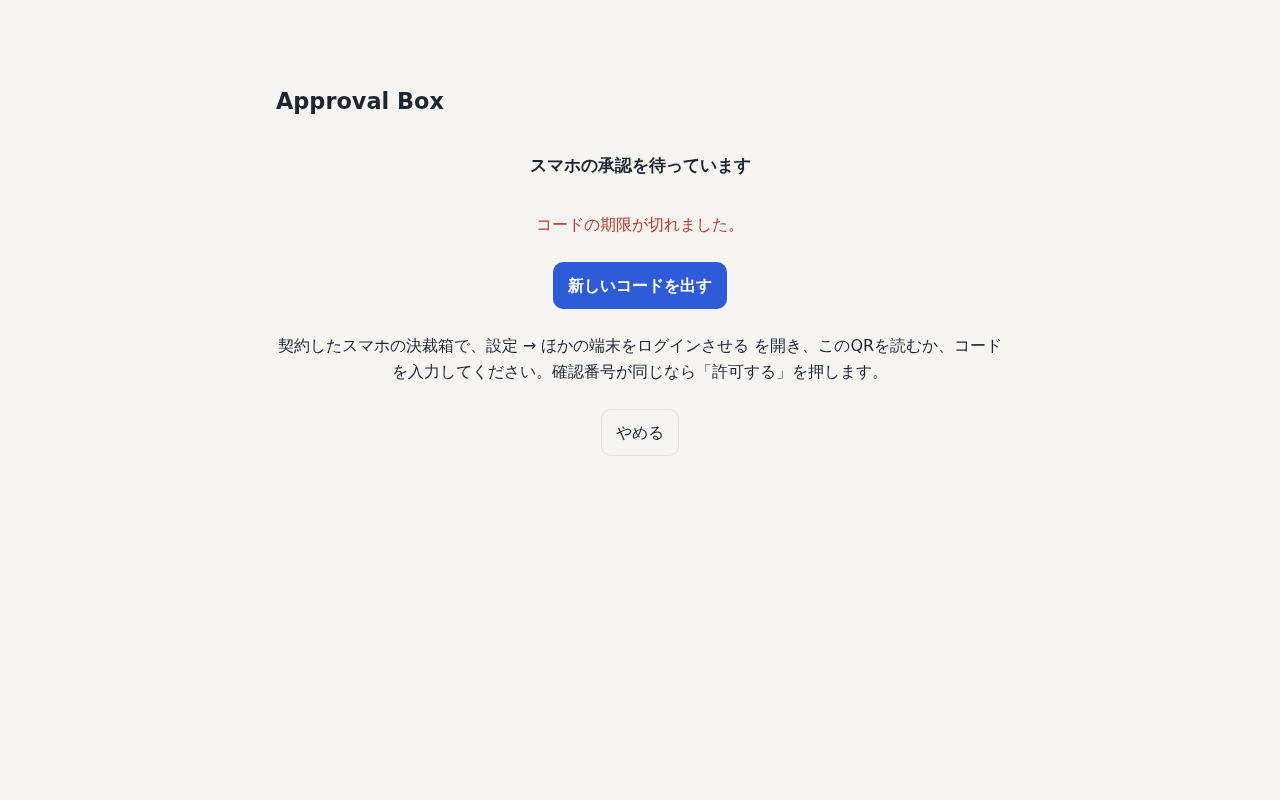 Approval Box
スマホの承認を待っています
コードの期限が切れました。
新しいコードを出す
契約したスマホの決裁箱で、設定 → ほかの端末をログインさせる を開き、このQRを読むか、コード
を入力してください。確認番号が同じなら「許可する」を押します。
やめる